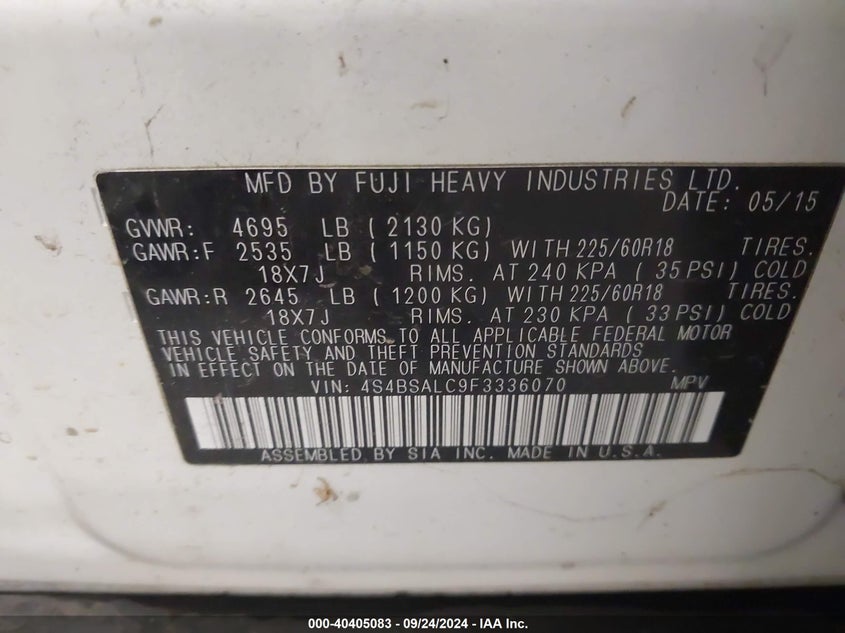 MFD BY FUJI HEAVY INDUSTRIES LTD.
DATE: 05/15
GVWR: 4695 LB ( 2130 KG)
GAWR:F 2535 LB ( 1150 KG) WITH 225/60R18 TIRES.
18X7J RIMS. AT 240 KPA ( 35 PSI) COLD
GAWR:R 2645 LB ( 1200 KG) WITH 225/60R18 TIRES.
18X7J RIMS. AT 230 KPA ( 33 PSI) COLD
THIS VEHICLE CONFORMS TO ALL APPLICABLE FEDERAL MOTOR
VEHICLE SAFETY AND THEFT PREVENTION STANDARDS
IN EFFECT ON THE DATE OF MANUFACTURE SHOWN ABOVE.
VIN: 4S4BSALC9F3336070 MPV
ASSEMBLED BY SIA INC. MADE IN U.S.A.
000-40405083 - 09/24/2024 - IAA Inc.